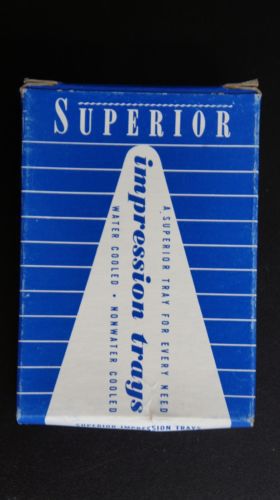 SUPERIOR
impression trays
A SUPERIOR TRAY FOR EVERY NEED
WATER COOLED • NONWATER COOLED
SUPERIOR IMPRESSION TRAYS